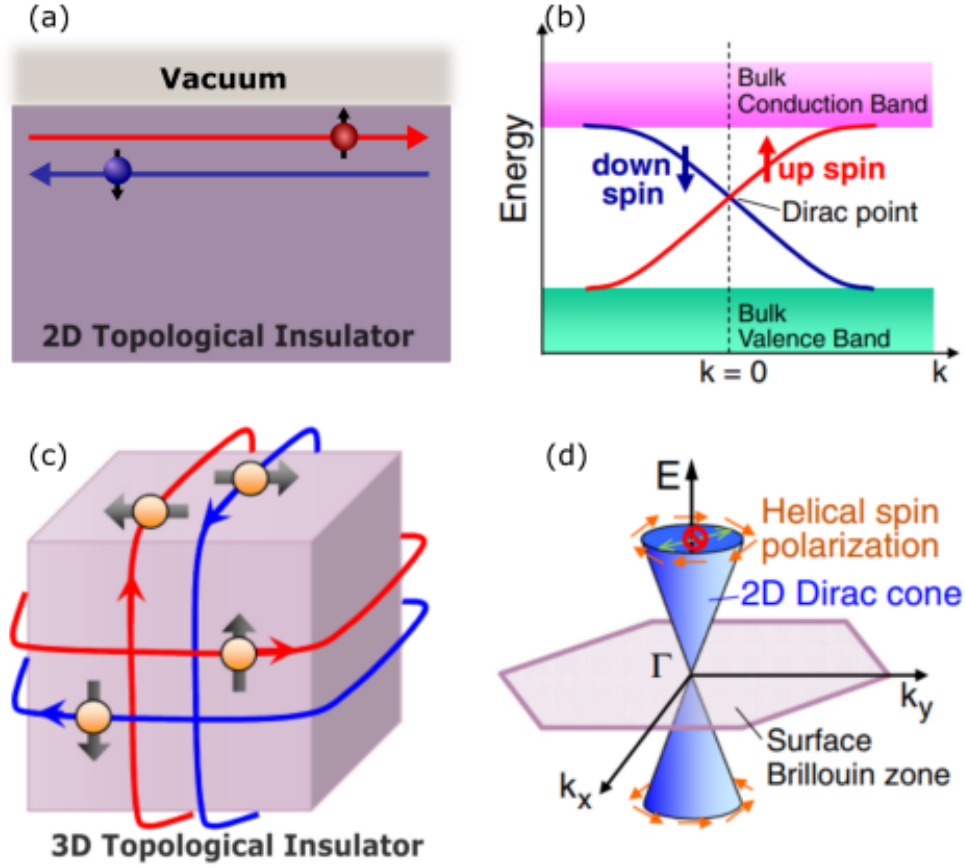 (a)
Vacuum
2D Topological Insulator
(b)
Energy
Bulk
Conduction Band
down
spin
up spin
Dirac point
Bulk
Valence Band
k = 0
k
(c)
3D Topological Insulator
(d)
E
Helical spin
polarization
2D Dirac cone
Γ
k_y
k_x
Surface
Brillouin zone